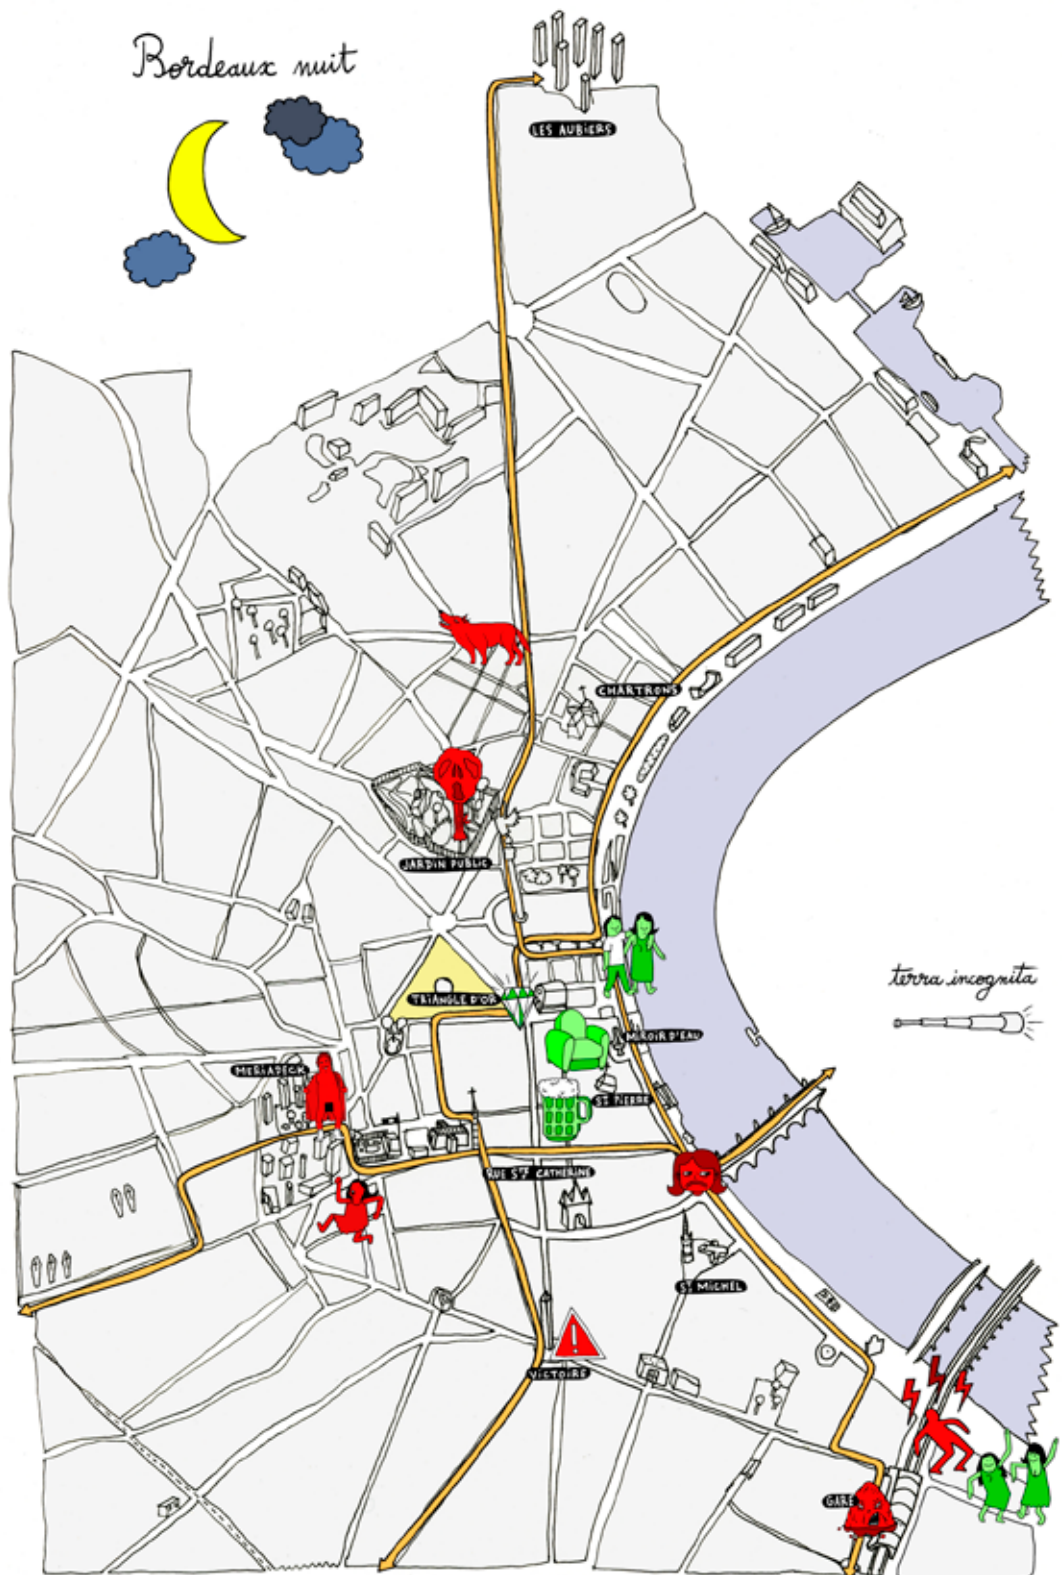 Bordeaux nuit
LES AUBIERS
CHARTRONS
JARDIN PUBLIC
terra incognita
TRIANGLE D'OR
MIROIR D'EAU
MERIADECK
ST PIERRE
RUE STE CATHERINE
ST MICHEL
VICTOIRE
GARE